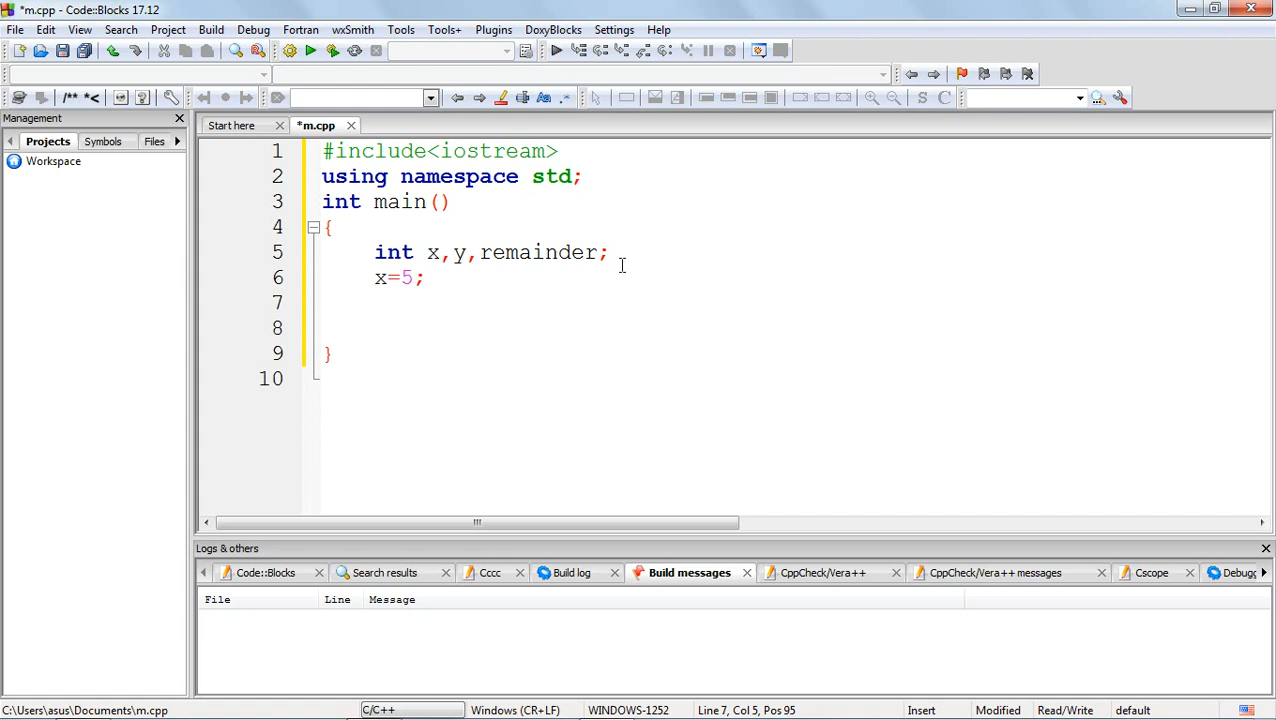 *m.cpp - Code::Blocks 17.12
File Edit View Search Project Build Debug Fortran wxSmith Tools Tools+ Plugins DoxyBlocks Settings Help
/** *<
Aa
.*
S C
Management
Projects Symbols Files
Workspace
Start here *m.cpp
1 #include<iostream>
2 using namespace std;
3 int main()
4 {
5 int x,y,remainder;
6 x=5;
7
8
9 }
10
Logs & others
Code::Blocks Search results Cccc Build log Build messages CppCheck/Vera++ CppCheck/Vera++ messages Cscope Debugg
File Line Message
C:\Users\asus\Documents\m.cpp C/C++ Windows (CR+LF) WINDOWS-1252 Line 7, Col 5, Pos 95 Insert Modified Read/Write default